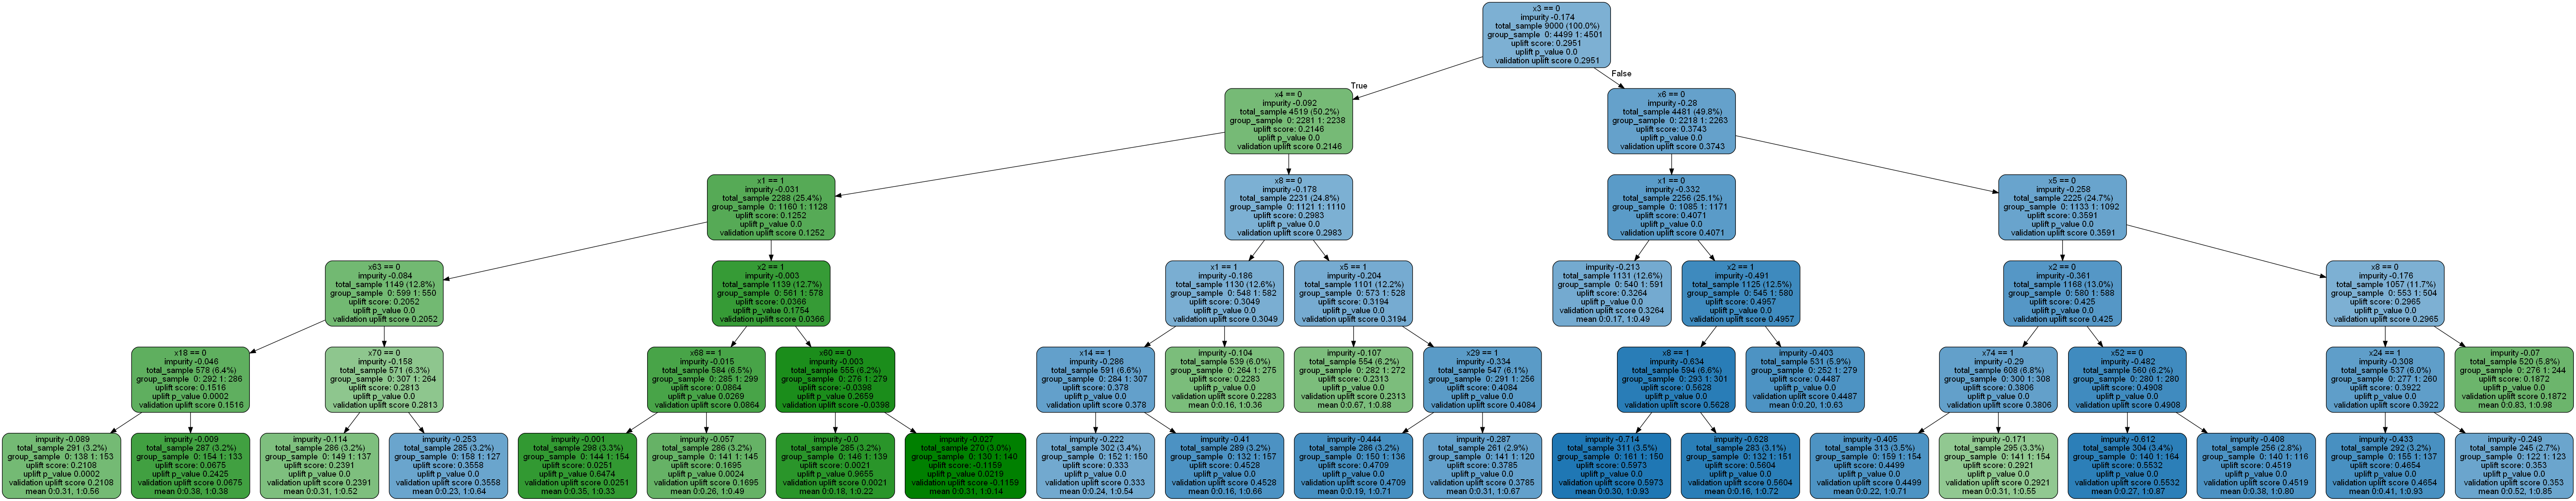 x3 == 0
impurity -0.174
total_sample 9000 (100.0%)
group_sample 0: 4499 1: 4501
uplift score: 0.2951
uplift p_value 0.0
validation uplift score 0.2951
True
False
x4 == 0
impurity -0.092
total_sample 4519 (50.2%)
group_sample 0: 2281 1: 2238
uplift score: 0.2146
uplift p_value 0.0
validation uplift score 0.2146
x6 == 0
impurity -0.28
total_sample 4481 (49.8%)
group_sample 0: 2218 1: 2263
uplift score: 0.3743
uplift p_value 0.0
validation uplift score 0.3743
x1 == 1
impurity -0.031
total_sample 2288 (25.4%)
group_sample 0: 1160 1: 1128
uplift score: 0.1252
uplift p_value 0.0
validation uplift score 0.1252
x8 == 0
impurity -0.178
total_sample 2231 (24.8%)
group_sample 0: 1121 1: 1110
uplift score: 0.2983
uplift p_value 0.0
validation uplift score 0.2983
x1 == 0
impurity -0.332
total_sample 2256 (25.1%)
group_sample 0: 1085 1: 1171
uplift score: 0.4071
uplift p_value 0.0
validation uplift score 0.4071
x5 == 0
impurity -0.258
total_sample 2225 (24.7%)
group_sample 0: 1133 1: 1092
uplift score: 0.3591
uplift p_value 0.0
validation uplift score 0.3591
x63 == 0
impurity -0.084
total_sample 1149 (12.8%)
group_sample 0: 599 1: 550
uplift score: 0.2052
uplift p_value 0.0
validation uplift score 0.2052
x2 == 1
impurity -0.003
total_sample 1139 (12.7%)
group_sample 0: 561 1: 578
uplift score: 0.0366
uplift p_value 0.1754
validation uplift score 0.0366
x1 == 1
impurity -0.186
total_sample 1130 (12.6%)
group_sample 0: 548 1: 582
uplift score: 0.3049
uplift p_value 0.0
validation uplift score 0.3049
x5 == 1
impurity -0.204
total_sample 1101 (12.2%)
group_sample 0: 573 1: 528
uplift score: 0.3194
uplift p_value 0.0
validation uplift score 0.3194
impurity -0.213
total_sample 1131 (12.6%)
group_sample 0: 540 1: 591
uplift score: 0.3264
uplift p_value 0.0
validation uplift score 0.3264
mean 0:0.17, 1:0.49
x2 == 1
impurity -0.491
total_sample 1125 (12.5%)
group_sample 0: 545 1: 580
uplift score: 0.4957
uplift p_value 0.0
validation uplift score 0.4957
x2 == 0
impurity -0.361
total_sample 1168 (13.0%)
group_sample 0: 580 1: 588
uplift score: 0.425
uplift p_value 0.0
validation uplift score 0.425
x8 == 0
impurity -0.176
total_sample 1057 (11.7%)
group_sample 0: 553 1: 504
uplift score: 0.2965
uplift p_value 0.0
validation uplift score 0.2965
x18 == 0
impurity -0.046
total_sample 578 (6.4%)
group_sample 0: 292 1: 286
uplift score: 0.1516
uplift p_value 0.0002
validation uplift score 0.1516
x70 == 0
impurity -0.158
total_sample 571 (6.3%)
group_sample 0: 307 1: 264
uplift score: 0.2813
uplift p_value 0.0
validation uplift score 0.2813
x68 == 1
impurity -0.015
total_sample 584 (6.5%)
group_sample 0: 285 1: 299
uplift score: 0.0864
uplift p_value 0.0269
validation uplift score 0.0864
x60 == 0
impurity -0.003
total_sample 555 (6.2%)
group_sample 0: 276 1: 279
uplift score: -0.0398
uplift p_value 0.2659
validation uplift score -0.0398
x14 == 1
impurity -0.286
total_sample 591 (6.6%)
group_sample 0: 284 1: 307
uplift score: 0.378
uplift p_value 0.0
validation uplift score 0.378
impurity -0.104
total_sample 539 (6.0%)
group_sample 0: 264 1: 275
uplift score: 0.2283
uplift p_value 0.0
validation uplift score 0.2283
mean 0:0.16, 1:0.36
impurity -0.107
total_sample 554 (6.2%)
group_sample 0: 282 1: 272
uplift score: 0.2313
uplift p_value 0.0
validation uplift score 0.2313
mean 0:0.67, 1:0.88
x29 == 1
impurity -0.334
total_sample 547 (6.1%)
group_sample 0: 291 1: 256
uplift score: 0.4084
uplift p_value 0.0
validation uplift score 0.4084
x8 == 1
impurity -0.634
total_sample 594 (6.6%)
group_sample 0: 293 1: 301
uplift score: 0.5628
uplift p_value 0.0
validation uplift score 0.5628
impurity -0.403
total_sample 531 (5.9%)
group_sample 0: 252 1: 279
uplift score: 0.4487
uplift p_value 0.0
validation uplift score 0.4487
mean 0:0.20, 1:0.63
x74 == 1
impurity -0.29
total_sample 608 (6.8%)
group_sample 0: 300 1: 308
uplift score: 0.3806
uplift p_value 0.0
validation uplift score 0.3806
x52 == 0
impurity -0.482
total_sample 560 (6.2%)
group_sample 0: 280 1: 280
uplift score: 0.4908
uplift p_value 0.0
validation uplift score 0.4908
x24 == 1
impurity -0.308
total_sample 537 (6.0%)
group_sample 0: 277 1: 260
uplift score: 0.3922
uplift p_value 0.0
validation uplift score 0.3922
impurity -0.07
total_sample 520 (5.8%)
group_sample 0: 276 1: 244
uplift score: 0.1872
uplift p_value 0.0
validation uplift score 0.1872
mean 0:0.83, 1:0.98
impurity -0.089
total_sample 291 (3.2%)
group_sample 0: 138 1: 153
uplift score: 0.2108
uplift p_value 0.0002
validation uplift score 0.2108
mean 0:0.31, 1:0.56
impurity -0.009
total_sample 287 (3.2%)
group_sample 0: 154 1: 133
uplift score: 0.0675
uplift p_value 0.2425
validation uplift score 0.0675
mean 0:0.38, 1:0.38
impurity -0.114
total_sample 286 (3.2%)
group_sample 0: 149 1: 137
uplift score: 0.2391
uplift p_value 0.0
validation uplift score 0.2391
mean 0:0.31, 1:0.52
impurity -0.253
total_sample 285 (3.2%)
group_sample 0: 158 1: 127
uplift score: 0.3558
uplift p_value 0.0
validation uplift score 0.3558
mean 0:0.23, 1:0.64
impurity -0.001
total_sample 298 (3.3%)
group_sample 0: 144 1: 154
uplift score: 0.0251
uplift p_value 0.6474
validation uplift score 0.0251
mean 0:0.35, 1:0.33
impurity -0.057
total_sample 286 (3.2%)
group_sample 0: 141 1: 145
uplift score: 0.1695
uplift p_value 0.0024
validation uplift score 0.1695
mean 0:0.26, 1:0.49
impurity -0.0
total_sample 285 (3.2%)
group_sample 0: 146 1: 139
uplift score: 0.0021
uplift p_value 0.9655
validation uplift score 0.0021
mean 0:0.18, 1:0.22
impurity -0.027
total_sample 270 (3.0%)
group_sample 0: 130 1: 140
uplift score: -0.1159
uplift p_value 0.0219
validation uplift score -0.1159
mean 0:0.31, 1:0.14
impurity -0.222
total_sample 302 (3.4%)
group_sample 0: 152 1: 150
uplift score: 0.333
uplift p_value 0.0
validation uplift score 0.333
mean 0:0.24, 1:0.54
impurity -0.41
total_sample 289 (3.2%)
group_sample 0: 132 1: 157
uplift score: 0.4528
uplift p_value 0.0
validation uplift score 0.4528
mean 0:0.16, 1:0.66
impurity -0.444
total_sample 286 (3.2%)
group_sample 0: 150 1: 136
uplift score: 0.4709
uplift p_value 0.0
validation uplift score 0.4709
mean 0:0.19, 1:0.71
impurity -0.287
total_sample 261 (2.9%)
group_sample 0: 141 1: 120
uplift score: 0.3785
uplift p_value 0.0
validation uplift score 0.3785
mean 0:0.31, 1:0.67
impurity -0.714
total_sample 311 (3.5%)
group_sample 0: 161 1: 150
uplift score: 0.5973
uplift p_value 0.0
validation uplift score 0.5973
mean 0:0.30, 1:0.93
impurity -0.628
total_sample 283 (3.1%)
group_sample 0: 132 1: 151
uplift score: 0.5604
uplift p_value 0.0
validation uplift score 0.5604
mean 0:0.16, 1:0.72
impurity -0.405
total_sample 313 (3.5%)
group_sample 0: 159 1: 154
uplift score: 0.4499
uplift p_value 0.0
validation uplift score 0.4499
mean 0:0.22, 1:0.71
impurity -0.171
total_sample 295 (3.3%)
group_sample 0: 141 1: 154
uplift score: 0.2921
uplift p_value 0.0
validation uplift score 0.2921
mean 0:0.31, 1:0.55
impurity -0.612
total_sample 304 (3.4%)
group_sample 0: 140 1: 164
uplift score: 0.5532
uplift p_value 0.0
validation uplift score 0.5532
mean 0:0.27, 1:0.87
impurity -0.408
total_sample 256 (2.8%)
group_sample 0: 140 1: 116
uplift score: 0.4519
uplift p_value 0.0
validation uplift score 0.4519
mean 0:0.38, 1:0.80
impurity -0.433
total_sample 292 (3.2%)
group_sample 0: 155 1: 137
uplift score: 0.4654
uplift p_value 0.0
validation uplift score 0.4654
mean 0:0.41, 1:0.93
impurity -0.249
total_sample 245 (2.7%)
group_sample 0: 122 1: 123
uplift score: 0.353
uplift p_value 0.0
validation uplift score 0.353
mean 0:0.52, 1:0.85